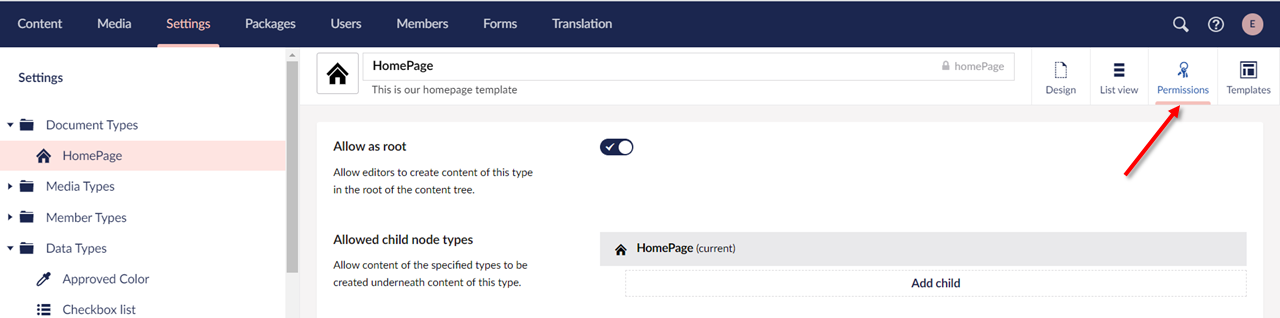 Content Media Settings Packages Users Members Forms Translation E
Settings
Document Types
HomePage
Media Types
Member Types
Data Types
Approved Color
Checkbox list
HomePage homePage
This is our homepage template
Design List view Permissions Templates
Allow as root
Allow editors to create content of this type
in the root of the content tree.
Allowed child node types
Allow content of the specified types to be
created underneath content of this type.
HomePage (current)
Add child